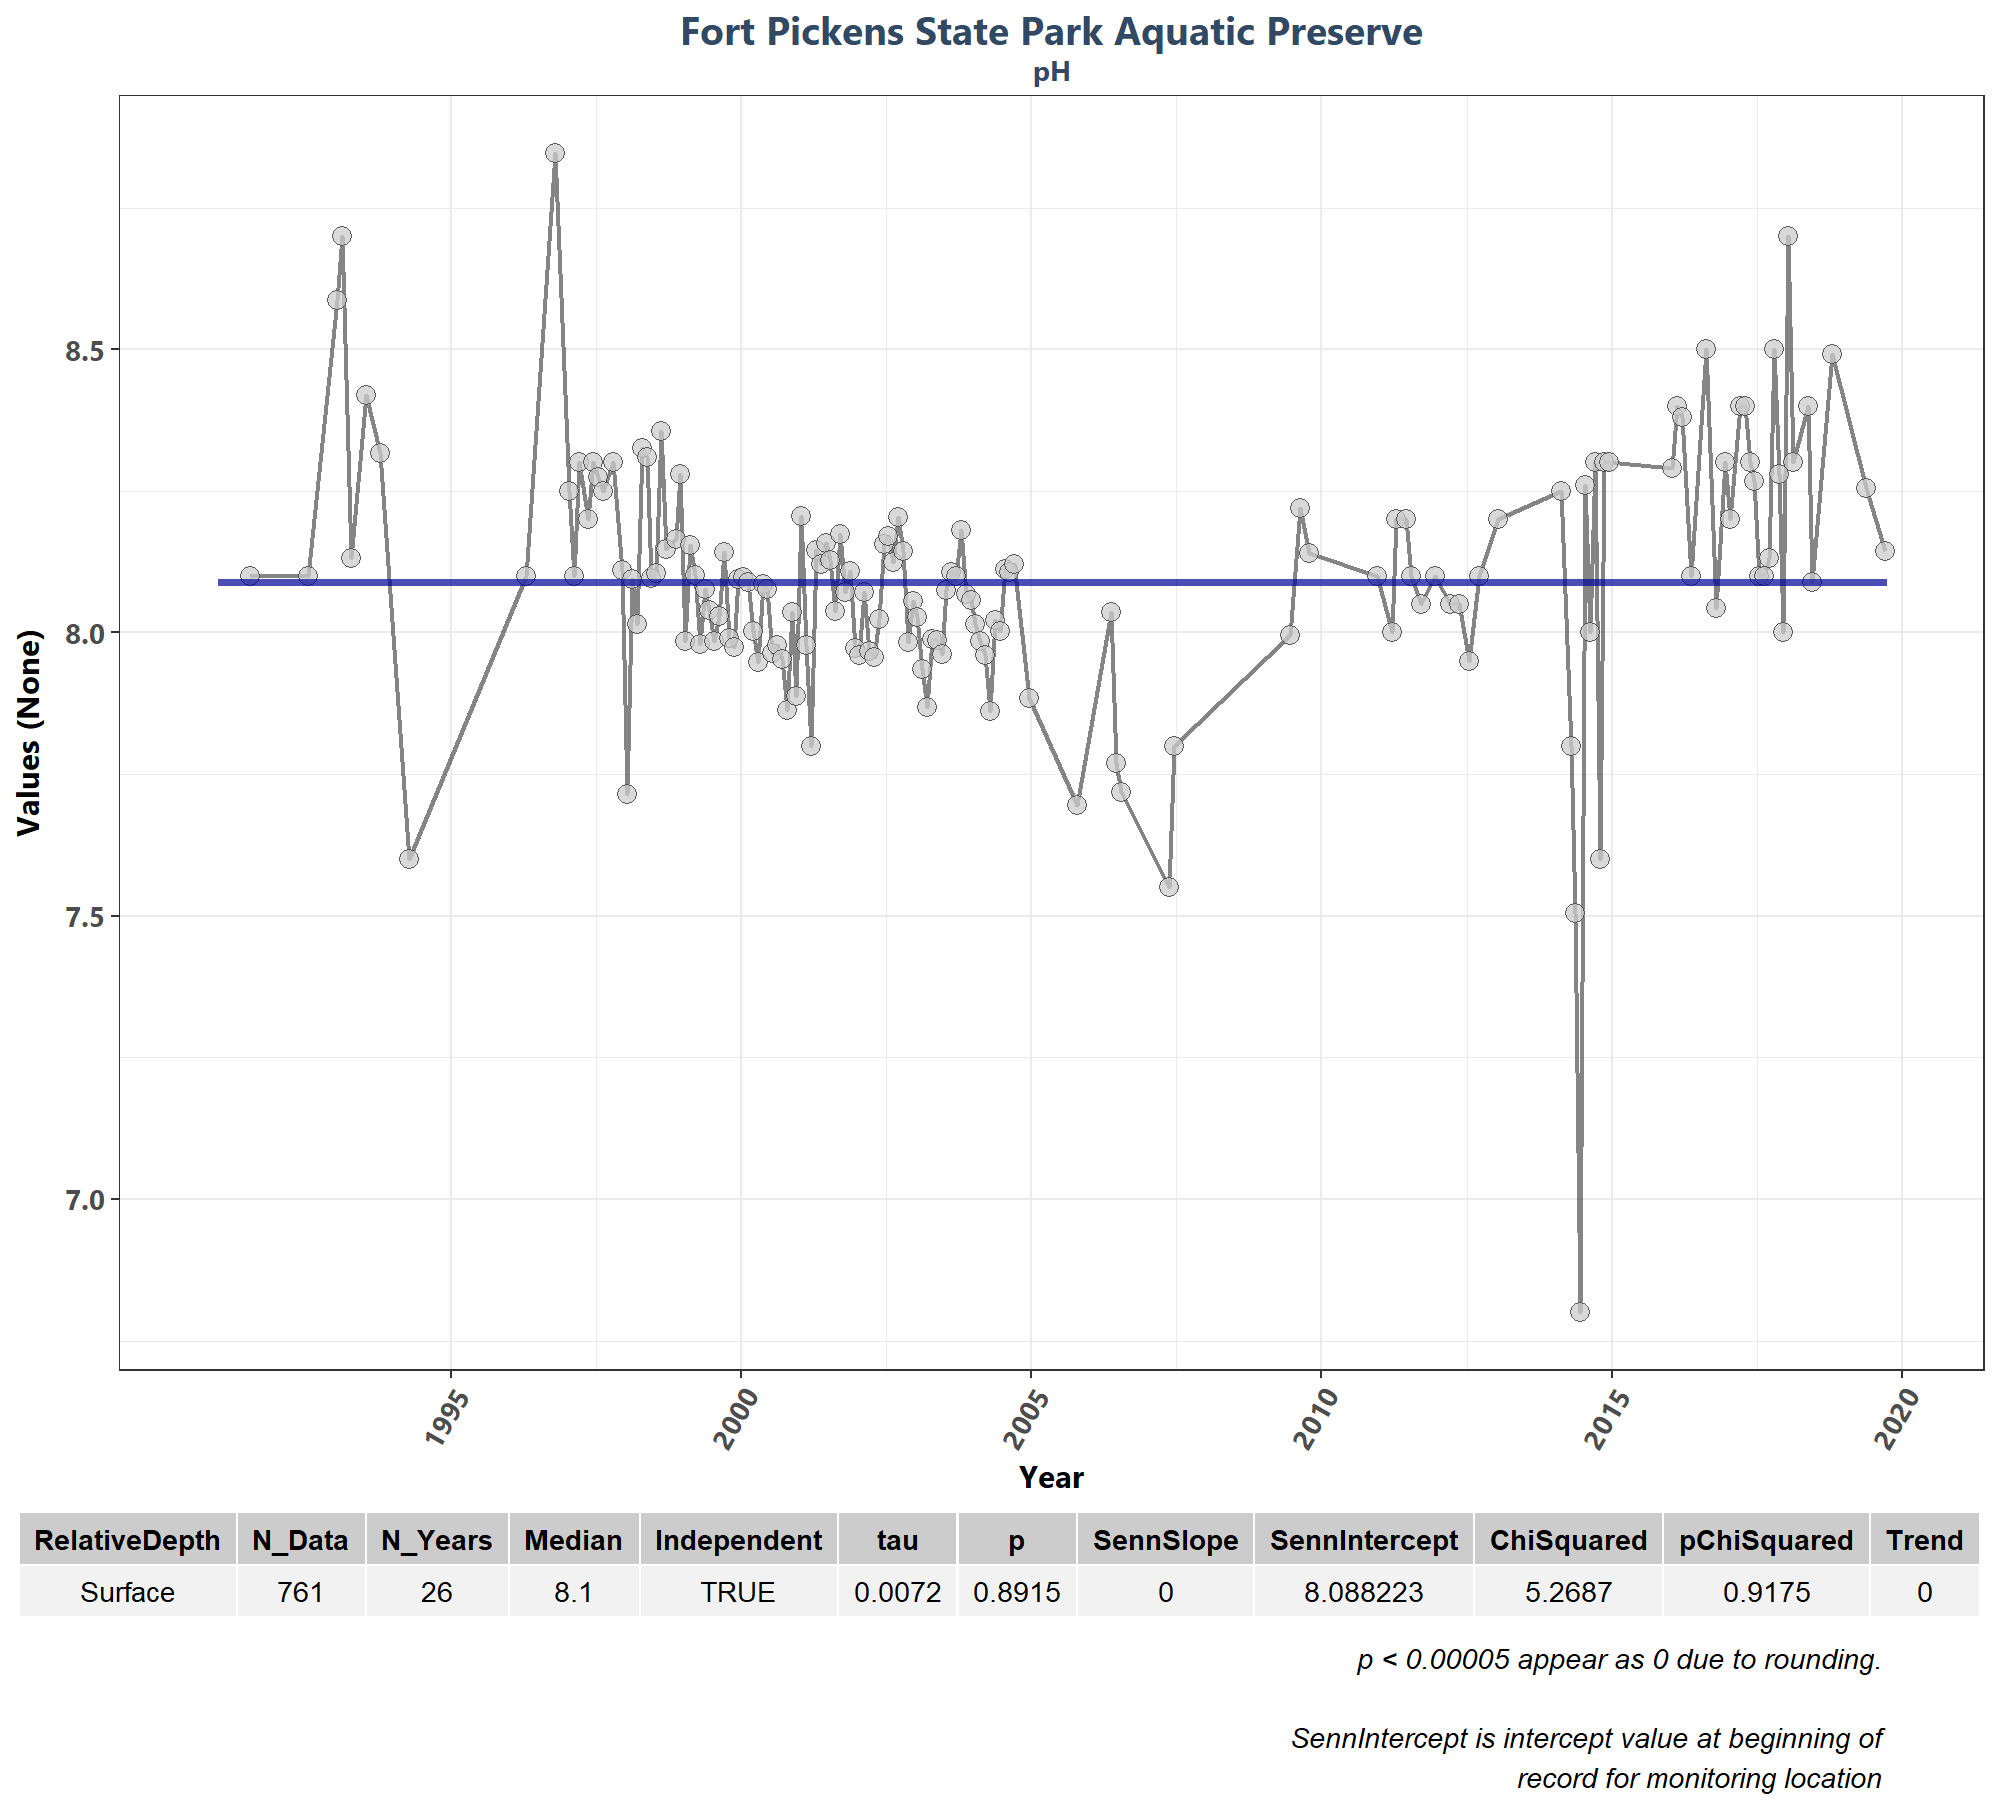 Fort Pickens State Park Aquatic Preserve
pH
Values (None)
8.5
8.0
7.5
7.0
1995 2000 2005 2010 2015 2020
Year
RelativeDepth N_Data N_Years Median Independent tau p SennSlope SennIntercept ChiSquared pChiSquared Trend
Surface 761 26 8.1 TRUE 0.0072 0.8915 0 8.088223 5.2687 0.9175 0
p < 0.00005 appear as 0 due to rounding.
SennIntercept is intercept value at beginning of
record for monitoring location